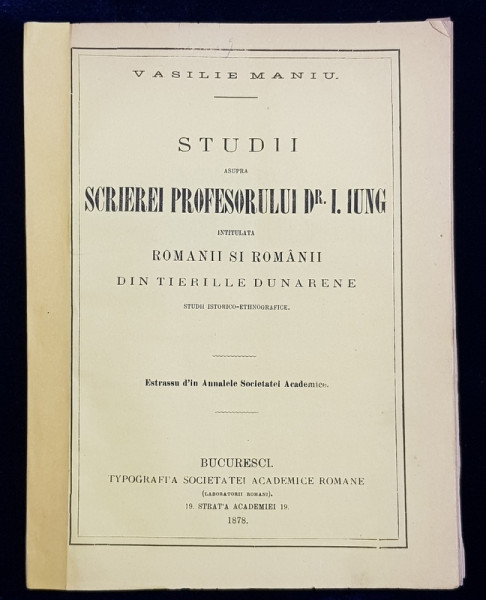 VASILIE MANIU.
STUDII
ASUPRA
SCRIEREI PROFESORULUI DR. I. IUNG
INTITULATA
ROMANII SI ROMÂNII
DIN TIERILLE DUNARENE
STUDII ISTORICO-ETHNOGRAFICE.
Estrassu d'in Annalele Societatei Academice.
BUCURESCI.
TYPOGRAFI'A SOCIETATEI ACADEMICE ROMANE
(LABORATORII ROMANI).
19. STRAT'A ACADEMIEI 19.
1878.